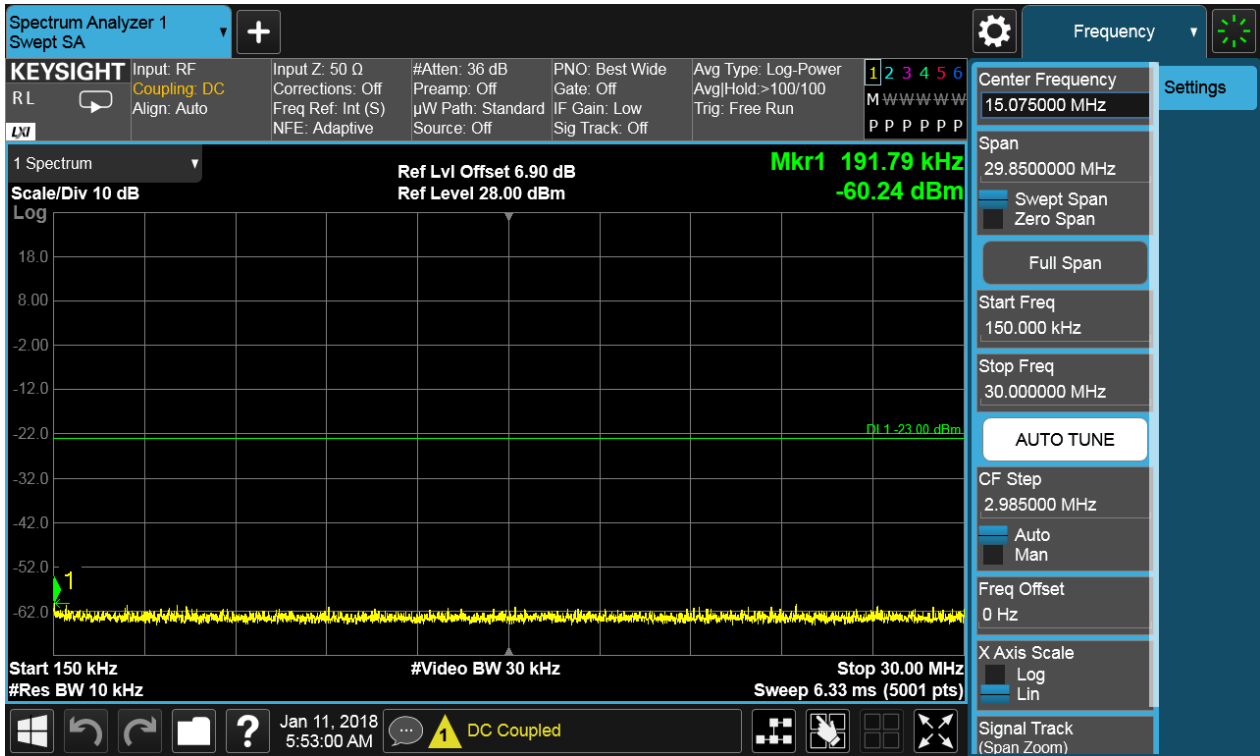 Spectrum Analyzer 1
Swept SA
+
Frequency
KEYSIGHT
R L
LXI
Input: RF
Coupling: DC
Align: Auto
Input Z: 50 Ω
Corrections: Off
Freq Ref: Int (S)
NFE: Adaptive
#Atten: 36 dB
Preamp: Off
µW Path: Standard
Source: Off
PNO: Best Wide
Gate: Off
IF Gain: Low
Sig Track: Off
Avg Type: Log-Power
Avg|Hold:>100/100
Trig: Free Run
1 2 3 4 5 6
M W W W W W
P P P P P P
1 Spectrum
Scale/Div 10 dB
Log
Ref Lvl Offset 6.90 dB
Ref Level 28.00 dBm
Mkr1 191.79 kHz
-60.24 dBm
18.0
8.00
-2.00
-12.0
-22.0
DL1 -23.00 dBm
-32.0
-42.0
-52.0
1
-62.0
Start 150 kHz
#Video BW 30 kHz
Stop 30.00 MHz
#Res BW 10 kHz
Sweep 6.33 ms (5001 pts)
?
Jan 11, 2018
5:53:00 AM
1
DC Coupled
Center Frequency
15.075000 MHz
Span
29.8500000 MHz
Swept Span
Zero Span
Full Span
Start Freq
150.000 kHz
Stop Freq
30.000000 MHz
AUTO TUNE
CF Step
2.985000 MHz
Auto
Man
Freq Offset
0 Hz
X Axis Scale
Log
Lin
Signal Track
(Span Zoom)
Settings